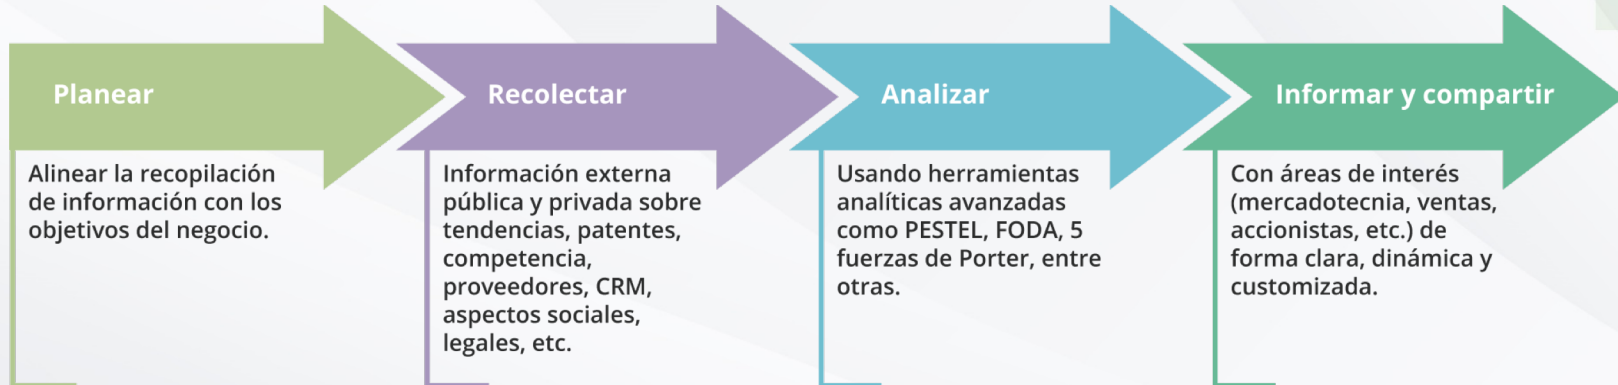 Planear
Alinear la recopilación
de información con los
objetivos del negocio.
Recolectar
Información externa
pública y privada sobre
tendencias, patentes,
competencia,
proveedores, CRM,
aspectos sociales,
legales, etc.
Analizar
Usando herramientas
analíticas avanzadas
como PESTEL, FODA, 5
fuerzas de Porter, entre
otras.
Informar y compartir
Con áreas de interés
(mercadotecnia, ventas,
accionistas, etc.) de
forma clara, dinámica y
customizada.